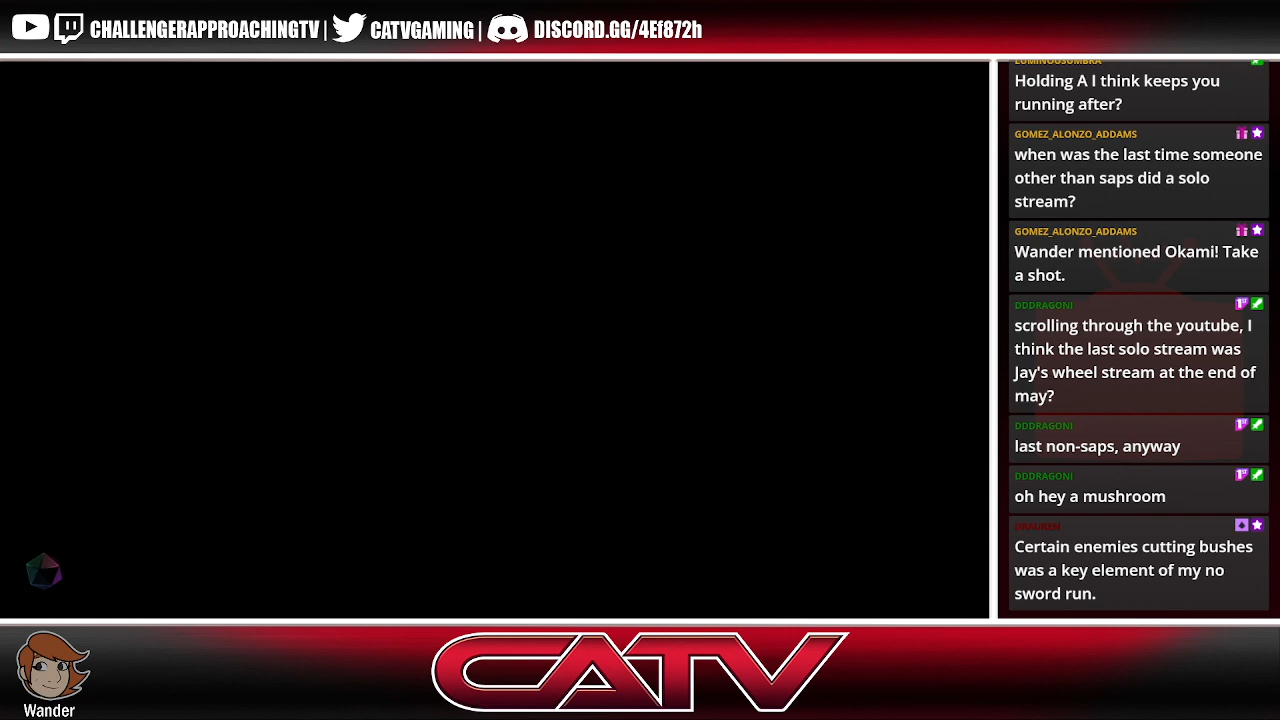 CHALLENGERAPPROACHINGTV | CATVGAMING | DISCORD.GG/4Ef872h
LUMINOUSUMBRA
Holding A I think keeps you
running after?
GOMEZ_ALONZO_ADDAMS
when was the last time someone
other than saps did a solo
stream?
GOMEZ_ALONZO_ADDAMS
Wander mentioned Okami! Take
a shot.
DDDRAGONI
scrolling through the youtube, I
think the last solo stream was
Jay's wheel stream at the end of
may?
DDDRAGONI
last non-saps, anyway
DDDRAGONI
oh hey a mushroom
Certain enemies cutting bushes
was a key element of my no
sword run.
CATV
Wander